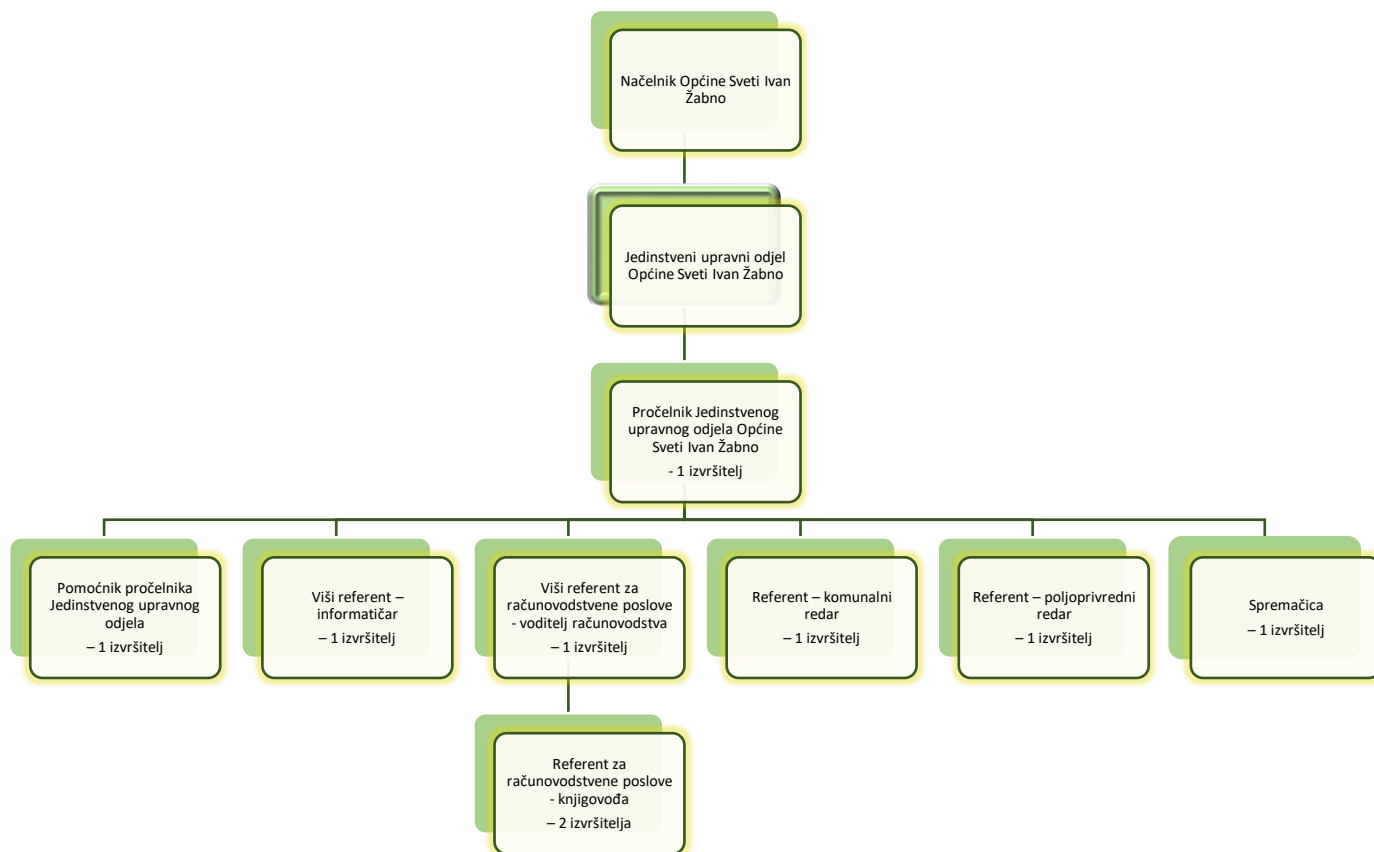 Načelnik Općine Sveti Ivan
Žabno
Jedinstveni upravni odjel
Općine Sveti Ivan Žabno
Pročelnik Jedinstvenog
upravnog odjela Općine
Sveti Ivan Žabno
- 1 izvršitelj
Pomoćnik pročelnika
Jedinstvenog upravnog
odjela
– 1 izvršitelj
Viši referent –
informatičar
– 1 izvršitelj
Viši referent za
računovodstvene poslove
- voditelj računovodstva
– 1 izvršitelj
Referent – komunalni
redar
– 1 izvršitelj
Referent – poljoprivredni
redar
– 1 izvršitelj
Spremačica
– 1 izvršitelj
Referent za
računovodstvene poslove
- knjigovođa
– 2 izvršitelja